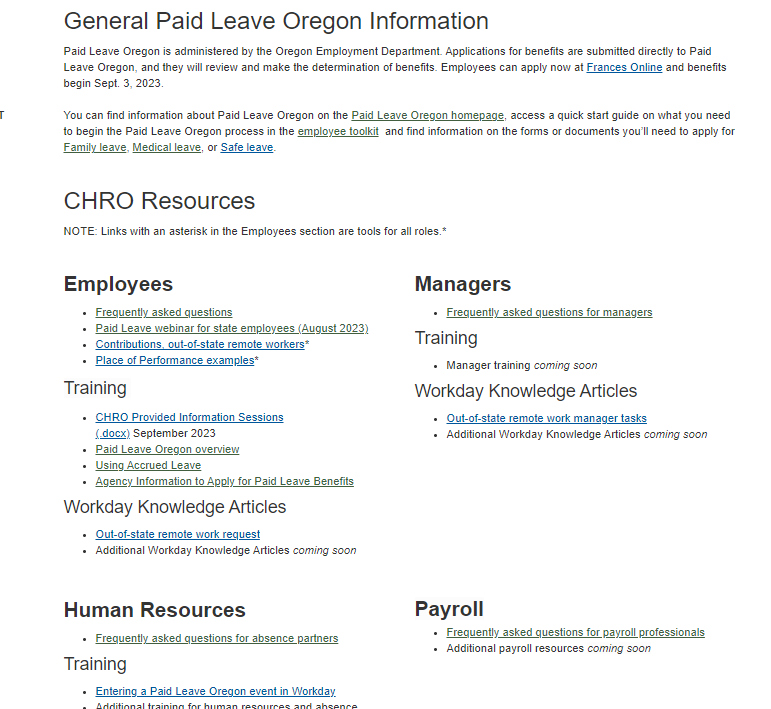 General Paid Leave Oregon Information
Paid Leave Oregon is administered by the Oregon Employment Department. Applications for benefits are submitted directly to Paid
Leave Oregon, and they will review and make the determination of benefits. Employees can apply now at Frances Online and benefits
begin Sept. 3, 2023.
T
You can find information about Paid Leave Oregon on the Paid Leave Oregon homepage, access a quick start guide on what you need
to begin the Paid Leave Oregon process in the employee toolkit and find information on the forms or documents you'll need to apply for
Family leave, Medical leave, or Safe leave.
CHRO Resources
NOTE: Links with an asterisk in the Employees section are tools for all roles.*
Employees
• Frequently asked questions
• Paid Leave webinar for state employees (August 2023)
• Contributions, out-of-state remote workers*
• Place of Performance examples*
Training
• CHRO Provided Information Sessions
(.docx) September 2023
• Paid Leave Oregon overview
• Using Accrued Leave
• Agency Information to Apply for Paid Leave Benefits
Workday Knowledge Articles
• Out-of-state remote work request
• Additional Workday Knowledge Articles coming soon
Managers
• Frequently asked questions for managers
Training
• Manager training coming soon
Workday Knowledge Articles
• Out-of-state remote work manager tasks
• Additional Workday Knowledge Articles coming soon
Human Resources
• Frequently asked questions for absence partners
Training
• Entering a Paid Leave Oregon event in Workday
• Additional training for human resources and absence
Payroll
• Frequently asked questions for payroll professionals
• Additional payroll resources coming soon